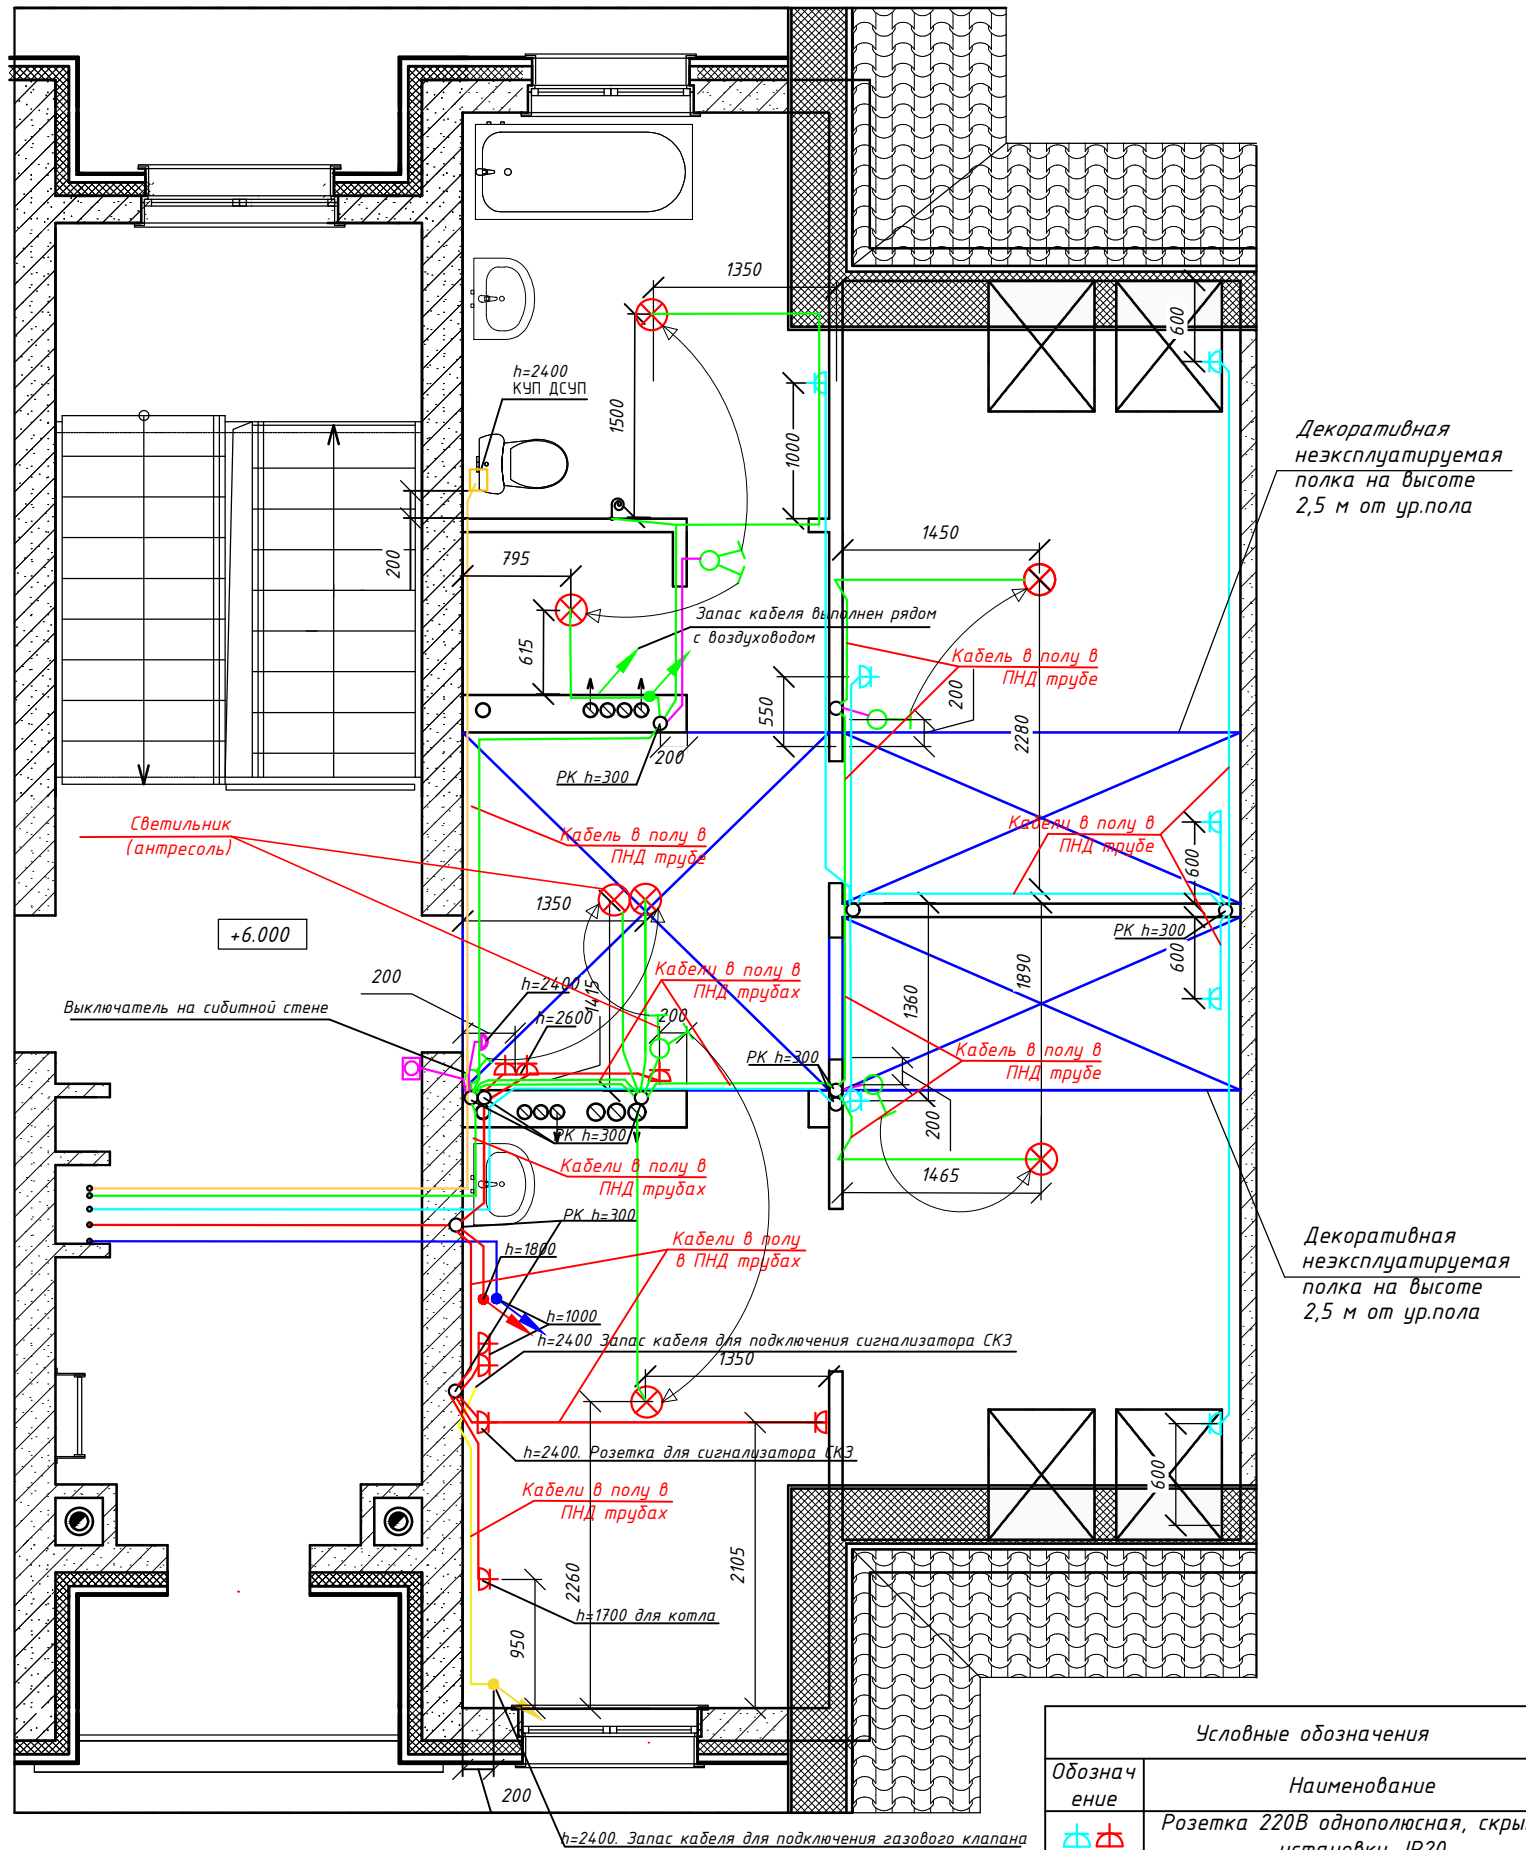 1350
600
h=2400
КУП ДСУП
1500
1000
Декоративная
неэксплуатируемая
полка на высоте
2,5 м от ур.пола
200
795
1450
615
Запас кабеля выполнен рядом
с воздуховодом
Кабель в полу в
ПНД трубе
550
200
2280
200
РК h=300
Светильник
(антресоль)
Кабель в полу в
ПНД трубе
Кабели в полу в
ПНД трубе
600
1350
+6.000
РК h=300
600
200
h=2400
Кабели в полу в
ПНД трубах
1890
1360
1415
Выключатель на сибитной стене
h=2600
200
РК h=300
Кабель в полу в
ПНД трубе
200
РК h=300
Кабели в полу в
ПНД трубах
1465
РК h=300
h=1800
Кабели в полу
в ПНД трубах
Декоративная
неэксплуатируемая
полка на высоте
2,5 м от ур.пола
h=1000
h=2400 Запас кабеля для подключения сигнализатора СКЗ
1350
h=2400. Розетка для сигнализатора СКЗ
600
Кабели в полу в
ПНД трубах
2260
2105
h=1700 для котла
950
200
h=2400. Запас кабеля для подключения газового клапана
Условные обозначения
Обознач
ение
Наименование
Розетка 220В однополюсная, скры
установки, IP20